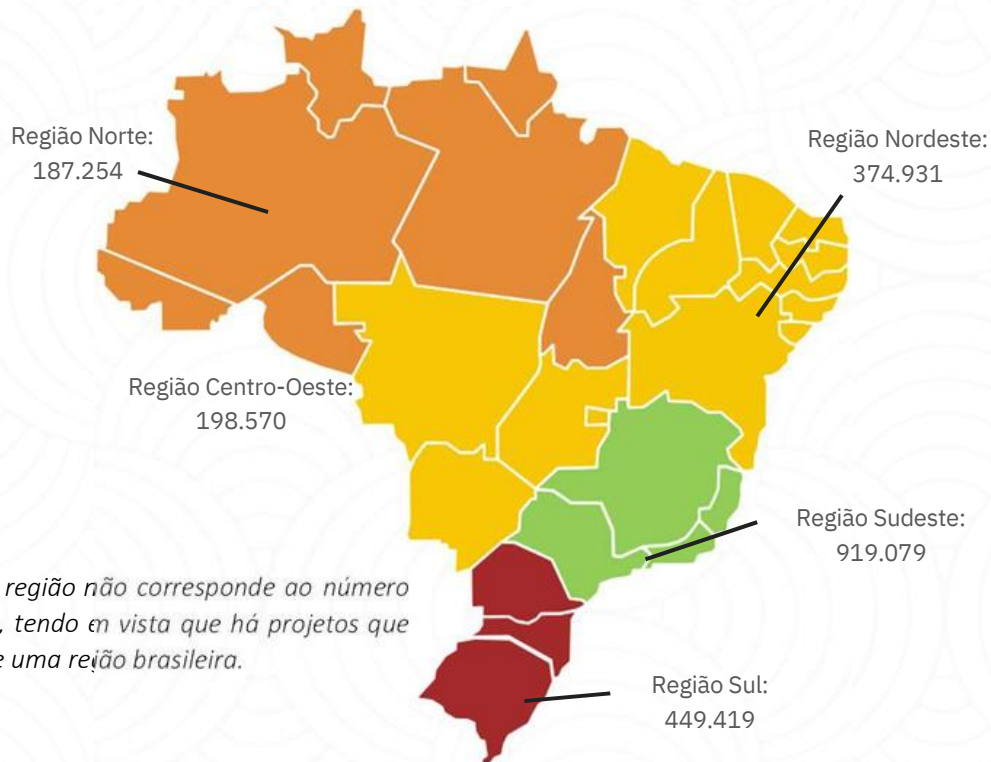 Região Norte:
187.254
Região Nordeste:
374.931
Região Centro-Oeste:
198.570
Região Sudeste:
919.079
região não corresponde ao número
, tendo em vista que há projetos que
e uma região brasileira.
Região Sul:
449.419